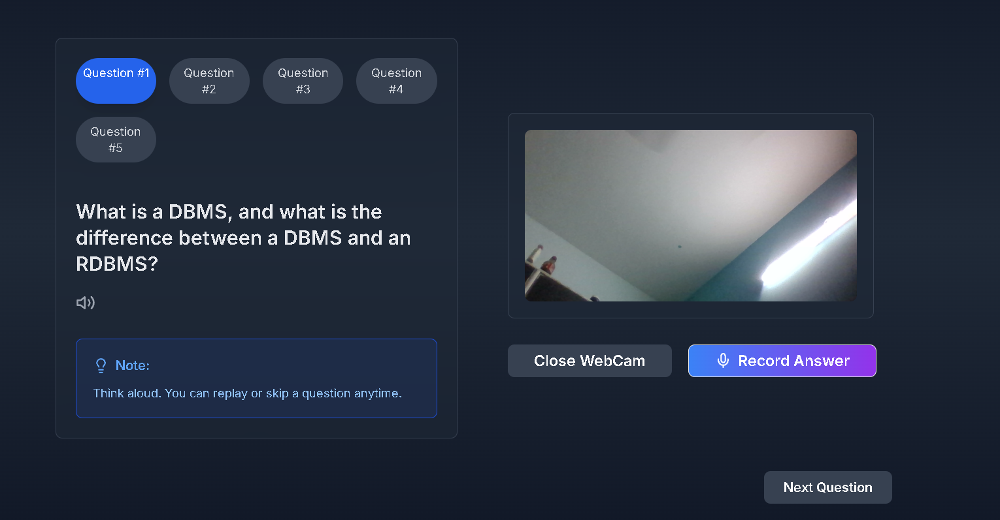 Question #1
Question
#2
Question
#3
Question
#4
Question
#5
What is a DBMS, and what is the
difference between a DBMS and an
RDBMS?
Note:
Think aloud. You can replay or skip a question anytime.
Close WebCam
Record Answer
Next Question